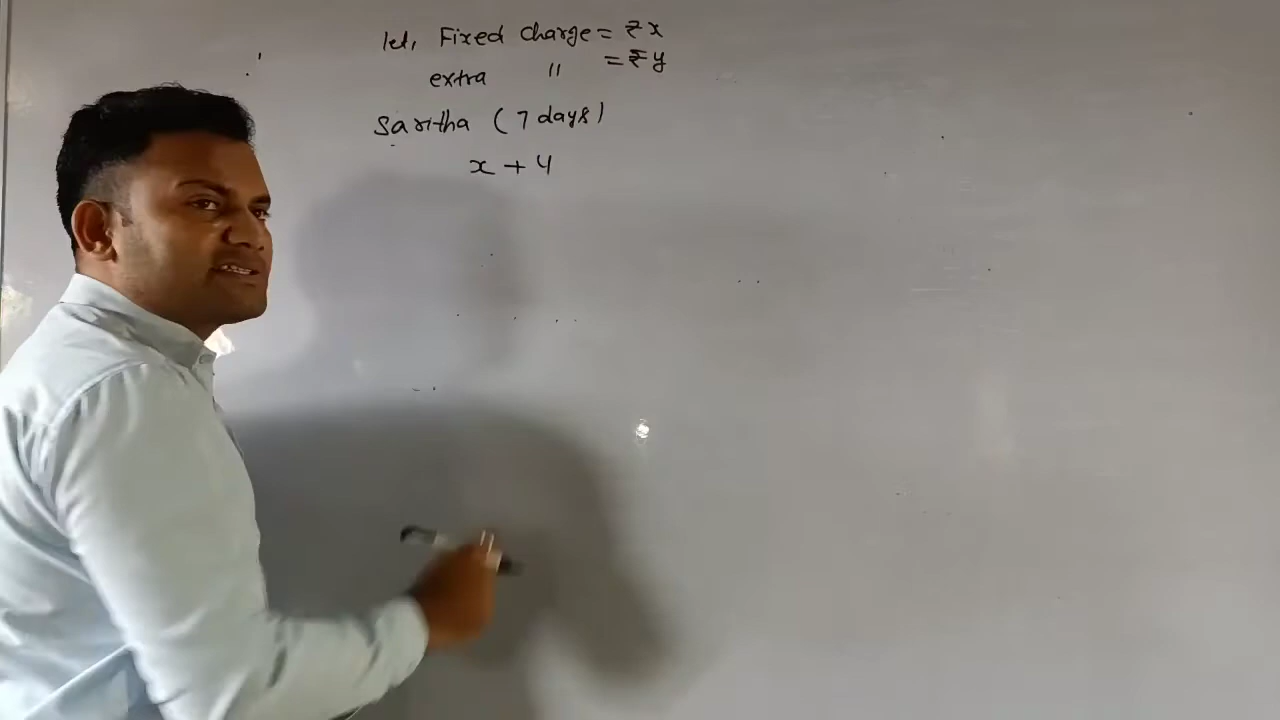 let, Fixed charge = ₹ x
extra " = ₹ y
Saritha (7 days)
x + 4